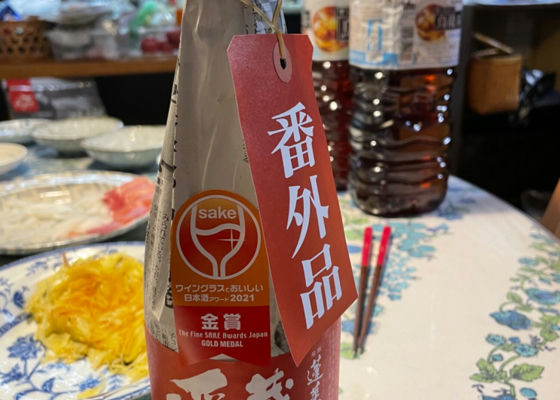 番外品
sake
ワイングラスでおいしい
日本酒アワード2021
金賞
The Fine SAKE Awards Japan
GOLD MEDAL